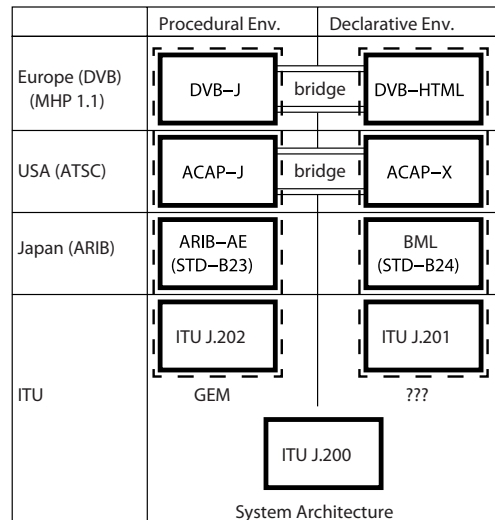 Procedural Env. Declarative Env.
Europe (DVB)
(MHP 1.1)
DVB–J bridge DVB–HTML
USA (ATSC) ACAP–J bridge ACAP–X
Japan (ARIB)
ARIB–AE
(STD–B23)
BML
(STD–B24)
ITU J.202 ITU J.201
ITU GEM ???
ITU J.200
System Architecture